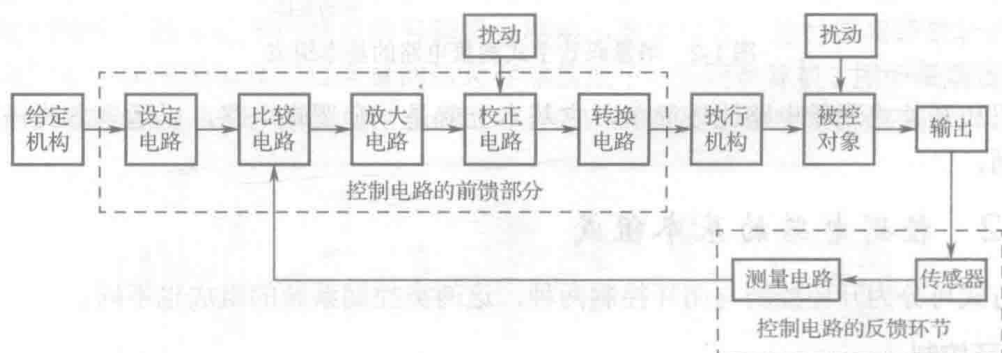 扰动
扰动
给定
机构
设定
电路
比较
电路
放大
电路
校正
电路
转换
电路
执行
机构
被控
对象
输出
控制电路的前馈部分
测量电路
传感器
控制电路的反馈环节